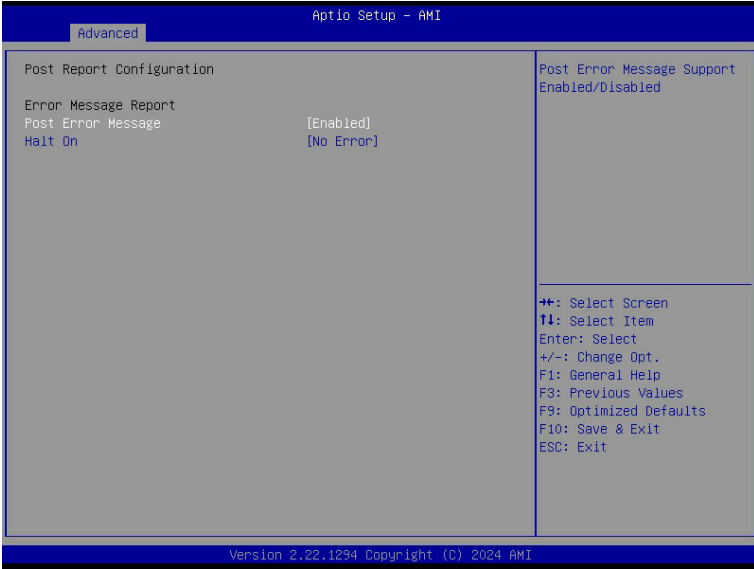 Aptio Setup – AMI
Advanced
Post Report Configuration
Error Message Report
Post Error Message [Enabled]
Halt On [No Error]
Post Error Message Support
Enabled/Disabled
→←: Select Screen
↑↓: Select Item
Enter: Select
+/-: Change Opt.
F1: General Help
F3: Previous Values
F9: Optimized Defaults
F10: Save & Exit
ESC: Exit
Version 2.22.1294 Copyright (C) 2024 AMI